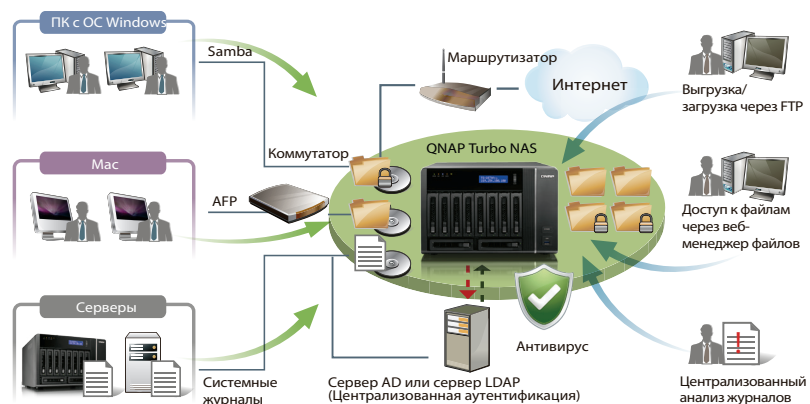 ПК с ОС Windows
Samba
Маршрутизатор
Интернет
Выгрузка/
загрузка через FTP
Коммутатор
QNAP Turbo NAS
Mac
AFP
Доступ к файлам
через веб-
менеджер файлов
Серверы
Антивирус
Системные
журналы
Сервер AD или сервер LDAP
(Централизованная аутентификация)
Централизованный
анализ журналов